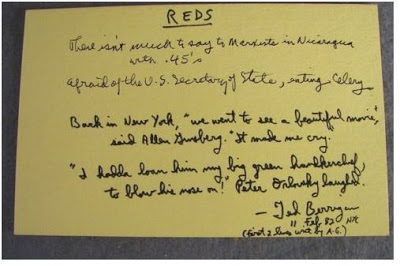 REDS
There isn't much to say to Marxists in Nicaragua
with .45's
afraid of the U.S. Secretary of State, eating Celery
Back in New York, "we went to see a beautiful movie,"
said Allen Ginsberg. "It made me cry.
"I hadda loan him my big green handkerchief,
to blow his nose on!" Peter Orlovsky laughed.
— Ted Berrigan
" Feb 82 NYC
(first 2 lines writ by A.G.)